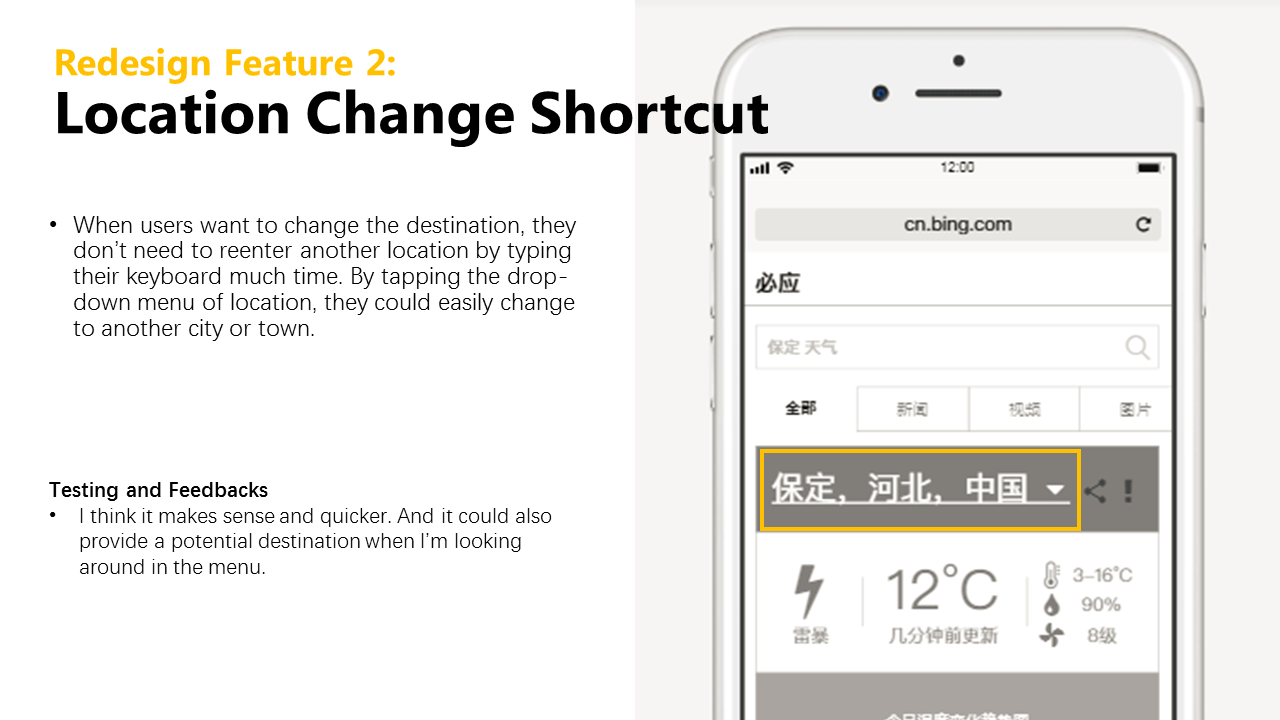 Redesign Feature 2:
Location Change Shortcut
• When users want to change the destination, they
don’t need to reenter another location by typing
their keyboard much time. By tapping the drop-
down menu of location, they could easily change
to another city or town.
Testing and Feedbacks
• I think it makes sense and quicker. And it could also
provide a potential destination when I’m looking
around in the menu.
12:00
cn.bing.com
必应
保定 天气
全部 新闻 视频 图片
保定，河北，中国
12°C
3–16°C
90%
8级
雷暴
几分钟前更新